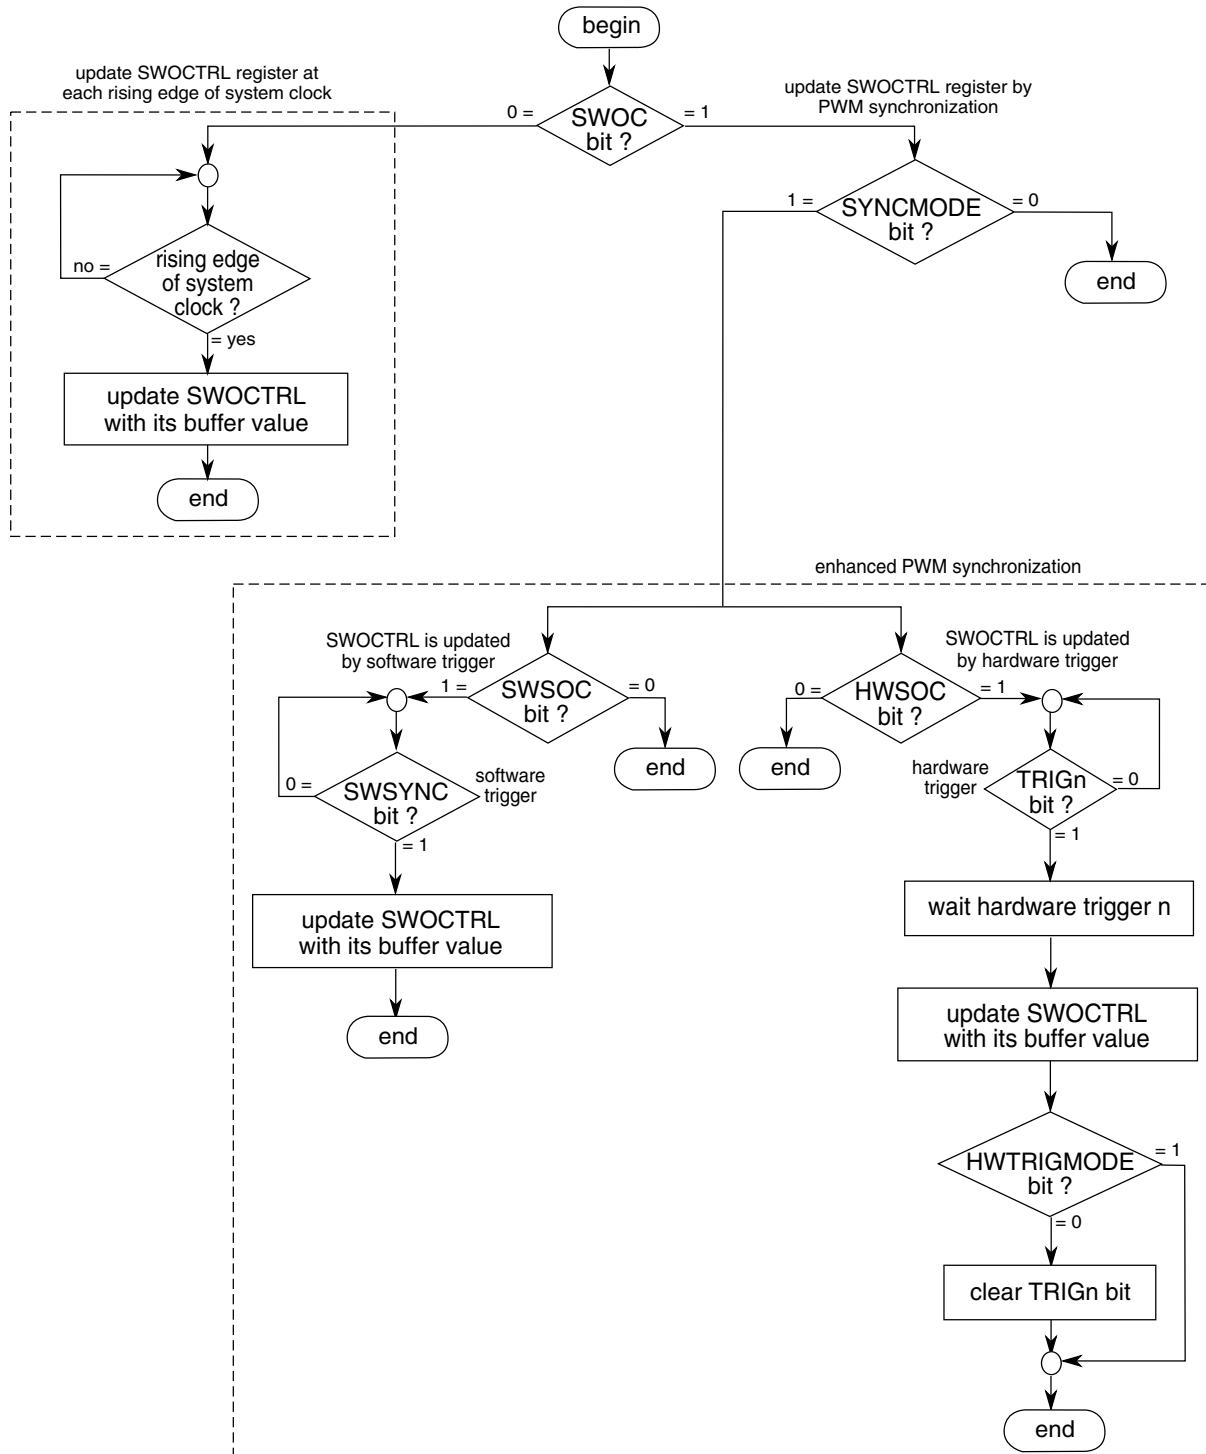 begin
update SWOCTRL register at
each rising edge of system clock
update SWOCTRL register by
PWM synchronization
0 =
SWOC
bit ?
= 1
1 =
SYNCMODE
bit ?
= 0
end
no =
rising edge
of system
clock ?
= yes
update SWOCTRL
with its buffer value
end
enhanced PWM synchronization
SWOCTRL is updated
by software trigger
1 =
SWSOC
bit ?
= 0
end
0 =
SWSYNC
bit ?
software
trigger
= 1
update SWOCTRL
with its buffer value
end
SWOCTRL is updated
by hardware trigger
0 =
HWSOC
bit ?
= 1
end
hardware
trigger
TRIGn
bit ?
= 0
= 1
wait hardware trigger n
update SWOCTRL
with its buffer value
HWTRIGMODE
bit ?
= 1
= 0
clear TRIGn bit
end